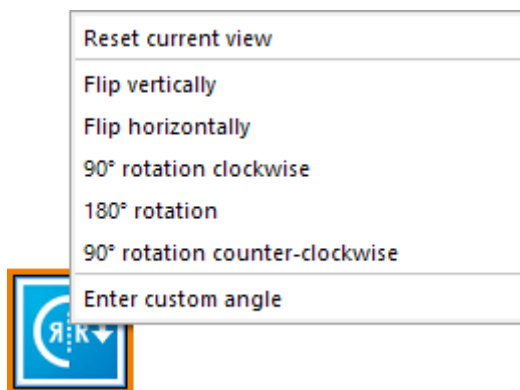 Reset current view
Flip vertically
Flip horizontally
90° rotation clockwise
180° rotation
90° rotation counter-clockwise
Enter custom angle
ЯR